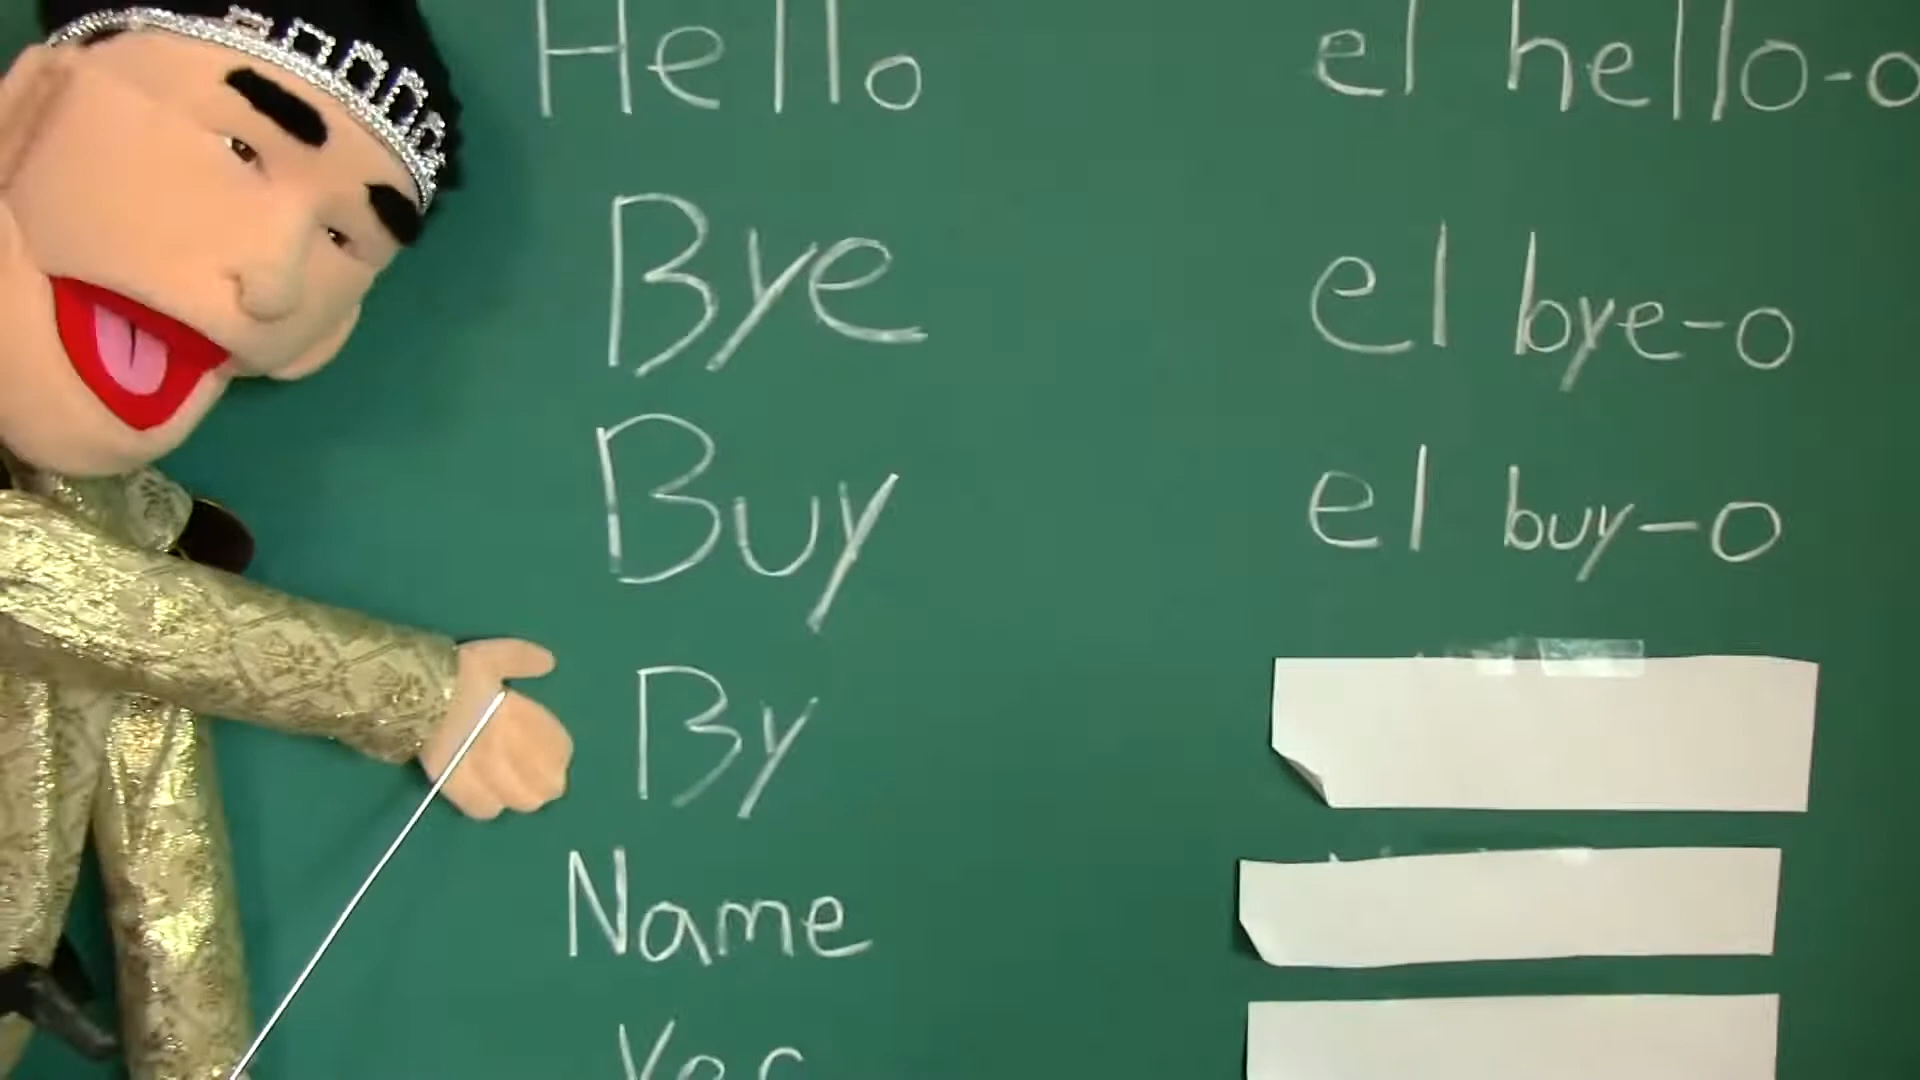 Hello el hello-o
Bye el bye-o
Buy el buy-o
By
Name